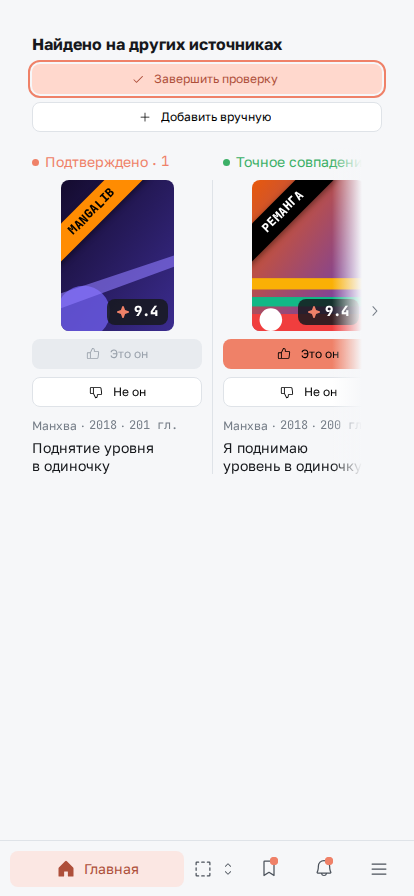 Найдено на других источниках
Завершить проверку
Добавить вручную
Подтверждено · 1
Точное совпадени
MANGALIB
9.4
РЕМАНГА
9.4
Это он
Это он
Не он
Не он
Манхва · 2018 · 201 гл.
Манхва · 2018 · 200 гл
Поднятие уровня
в одиночку
Я поднимаю
уровень в одиночку
Главная